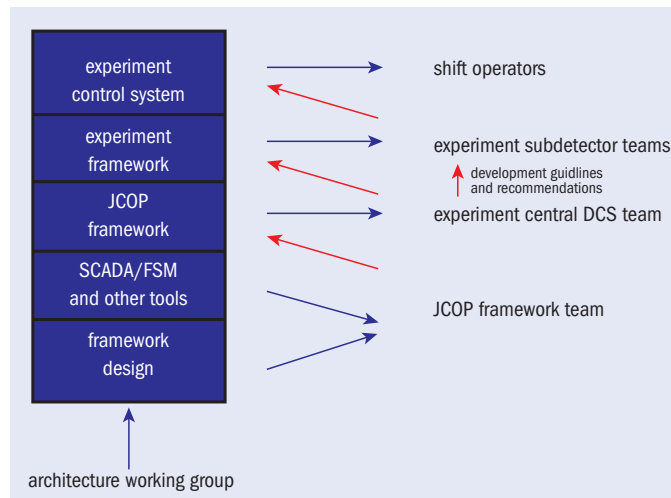 experiment
control system
shift operators
experiment
framework
experiment subdetector teams
development guidlines
and recommendations
JCOP
framework
experiment central DCS team
SCADA/FSM
and other tools
JCOP framework team
framework
design
architecture working group